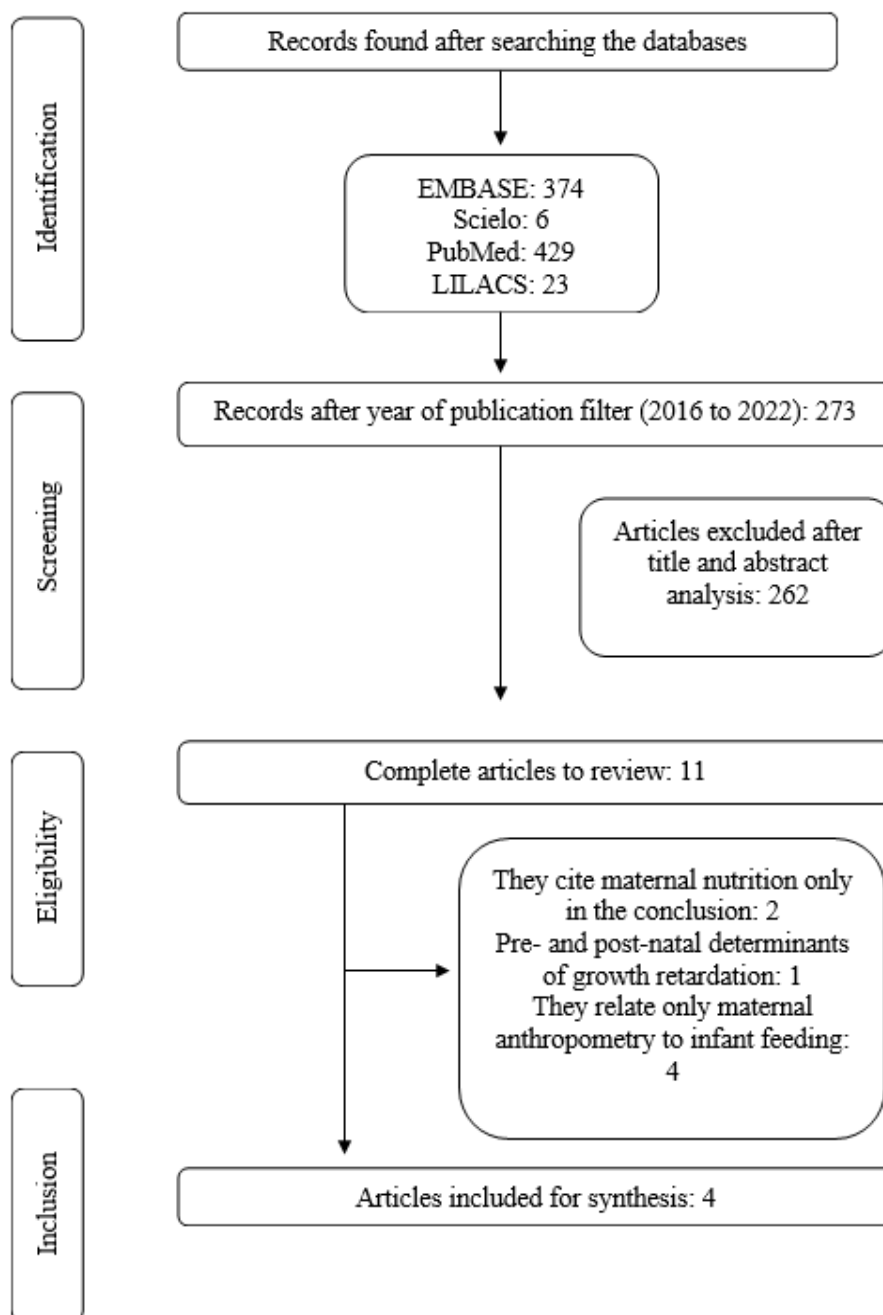 Identification
Records found after searching the databases
EMBASE: 374
Scielo: 6
PubMed: 429
LILACS: 23
Screening
Records after year of publication filter (2016 to 2022): 273
Articles excluded after
title and abstract
analysis: 262
Eligibility
Complete articles to review: 11
They cite maternal nutrition only
in the conclusion: 2
Pre- and post-natal determinants
of growth retardation: 1
They relate only maternal
anthropometry to infant feeding:
4
Inclusion
Articles included for synthesis: 4